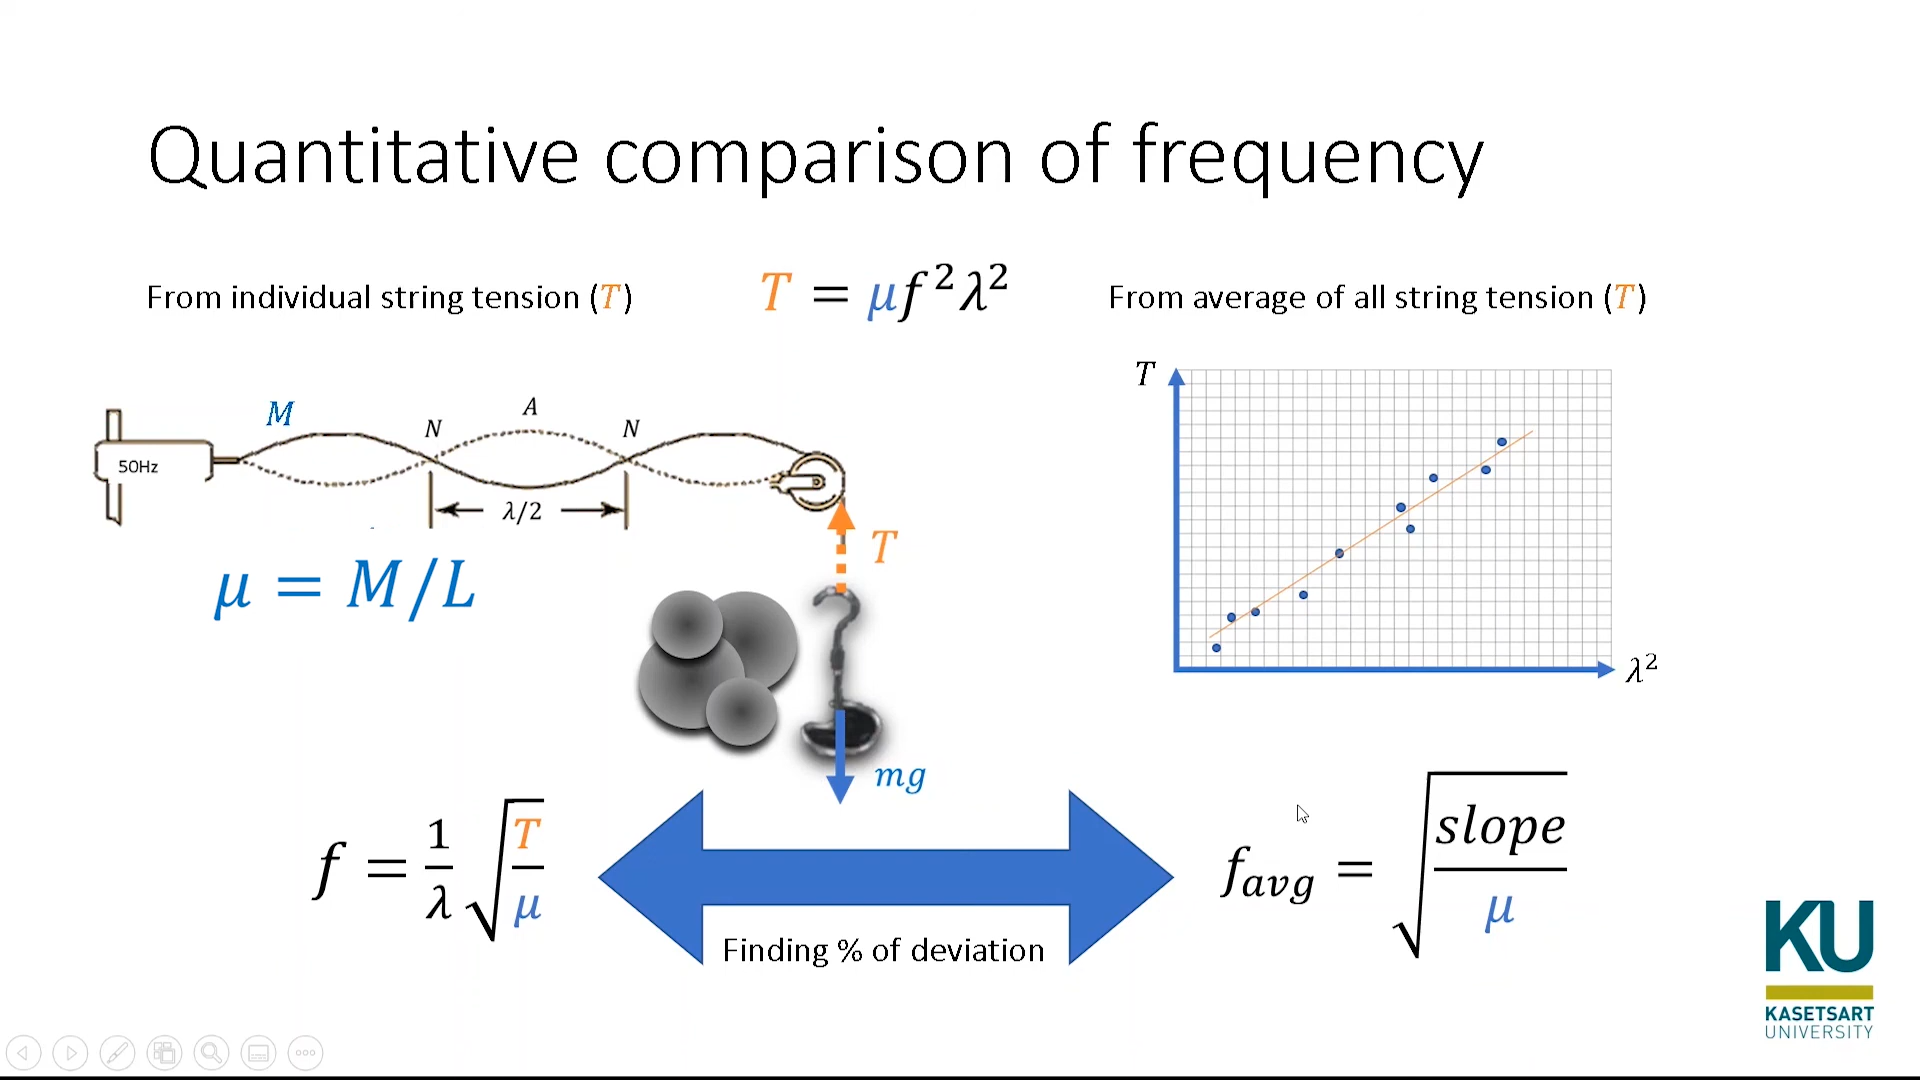 Quantitative comparison of frequency
From individual string tension (T)
T = μf²λ²
From average of all string tension (T)
M
N
A
N
50Hz
λ/2
T
μ = M/L
mg
T
λ²
f = 1/λ √(T/μ)
Finding % of deviation
f_avg = √(slope/μ)
KU
KASETSART
UNIVERSITY